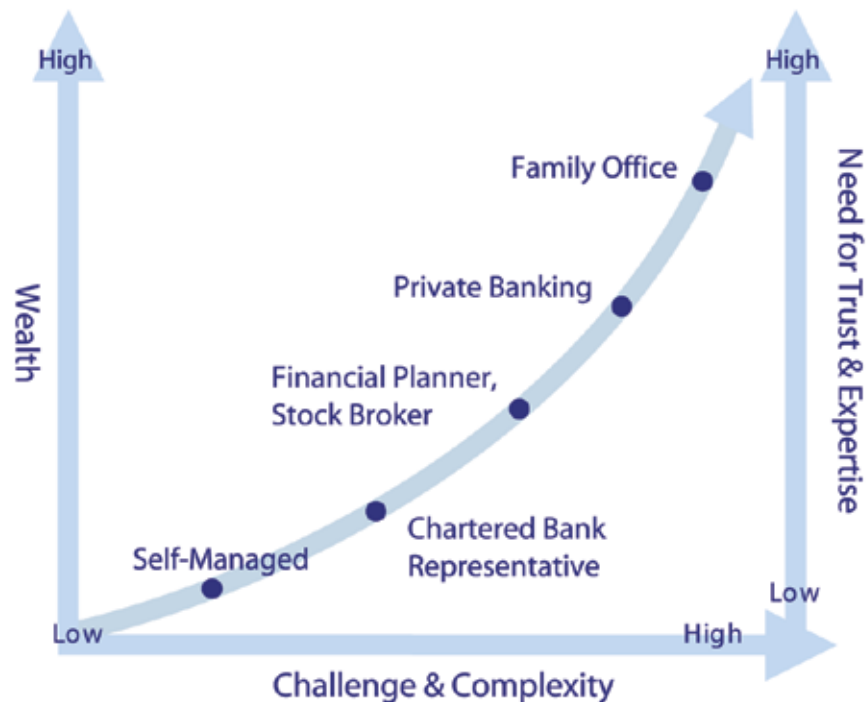 High
High
Family Office
Private Banking
Financial Planner,
Stock Broker
Chartered Bank
Representative
Self-Managed
Wealth
Need for Trust & Expertise
Low
Low
High
Challenge & Complexity